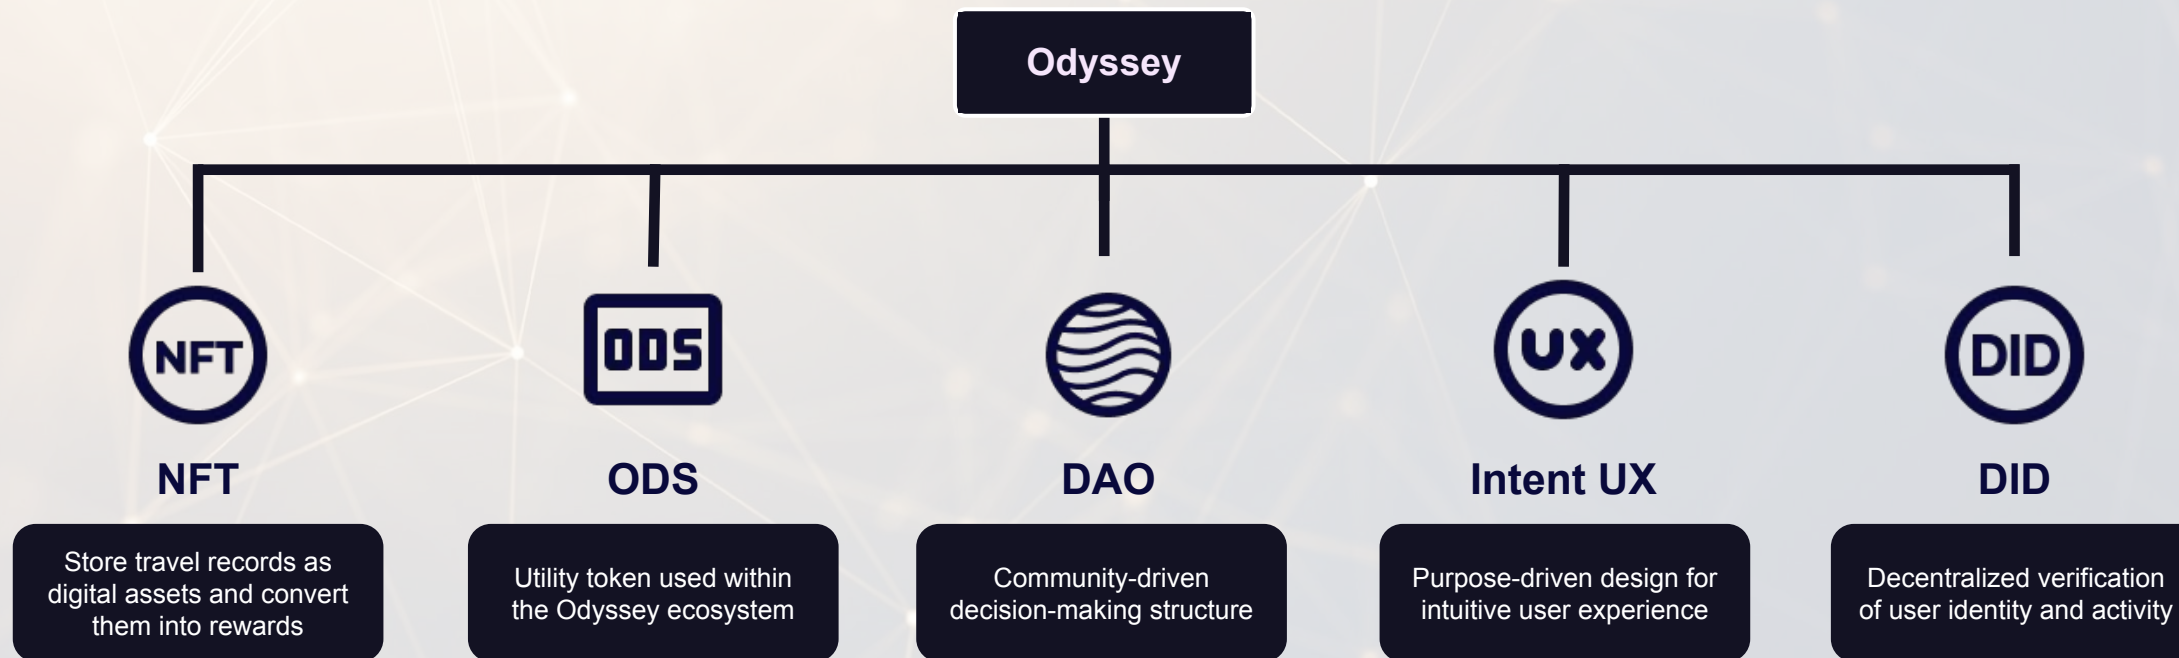 Odyssey
NFT
ODS
UX
DID
NFT
ODS
DAO
Intent UX
DID
Store travel records as
digital assets and convert
them into rewards
Utility token used within
the Odyssey ecosystem
Community-driven
decision-making structure
Purpose-driven design for
intuitive user experience
Decentralized verification
of user identity and activity